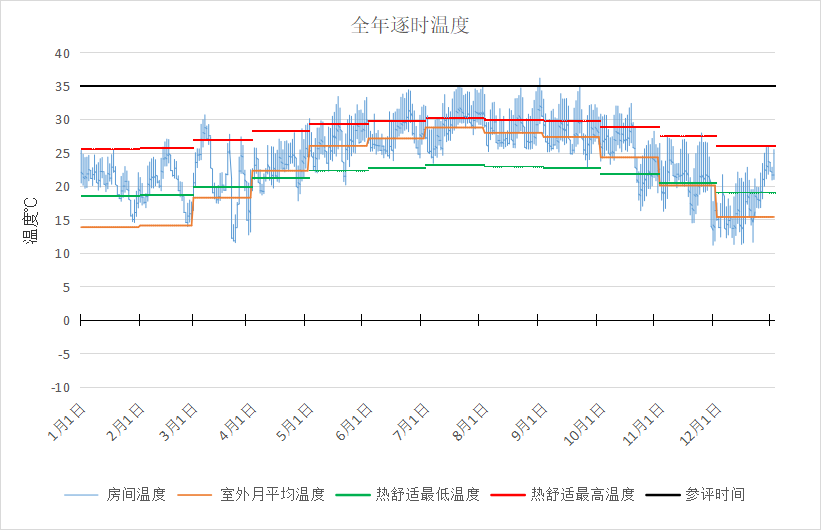 全年逐时温度
40
35
30
25
20
15
10
5
0
-5
-10
温度℃
1月1日
2月1日
3月1日
4月1日
5月1日
6月1日
7月1日
8月1日
9月1日
10月1日
11月1日
12月1日
房间温度 室外月平均温度 热舒适最低温度 热舒适最高温度 参评时间